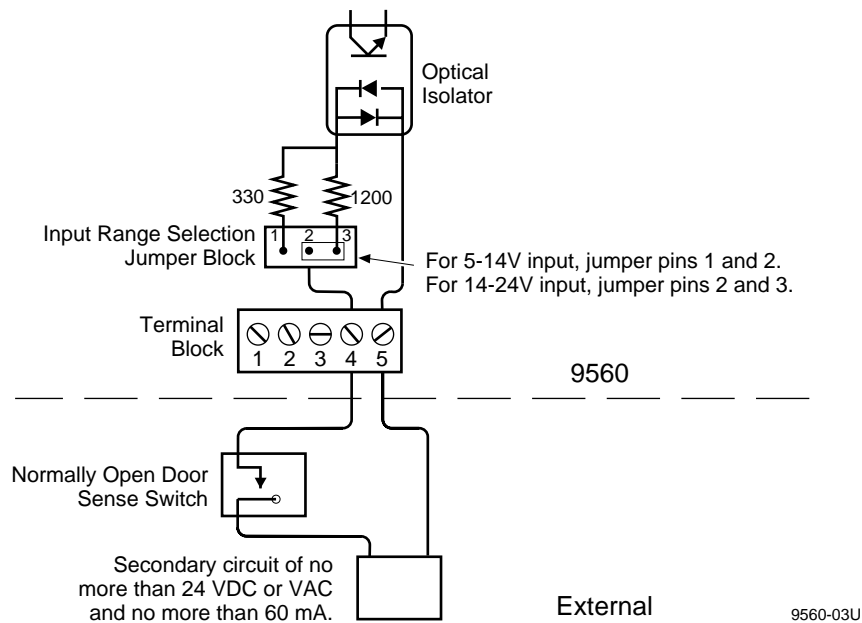 Optical
Isolator
330
1200
Input Range Selection
Jumper Block
1 2 3
For 5-14V input, jumper pins 1 and 2.
For 14-24V input, jumper pins 2 and 3.
Terminal
Block
1 2 3 4 5
9560
Normally Open Door
Sense Switch
Secondary circuit of no
more than 24 VDC or VAC
and no more than 60 mA.
External
9560-03U